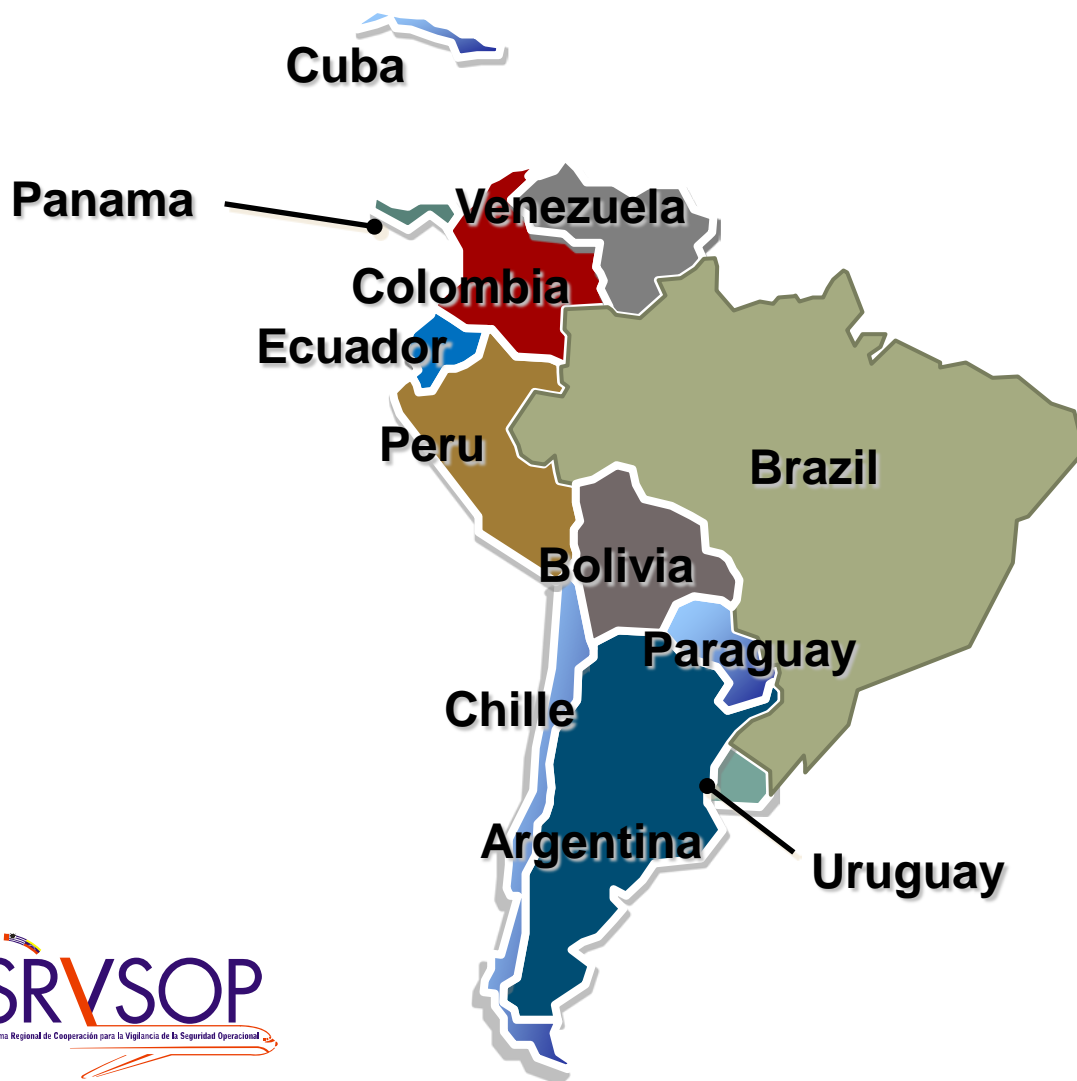 Cuba
Panama
Venezuela
Colombia
Ecuador
Peru
Brazil
Bolivia
Paraguay
Chille
Argentina
Uruguay
SRVSOP
ma Regional de Cooperación para la Vigilancia de la Seguridad Operacional